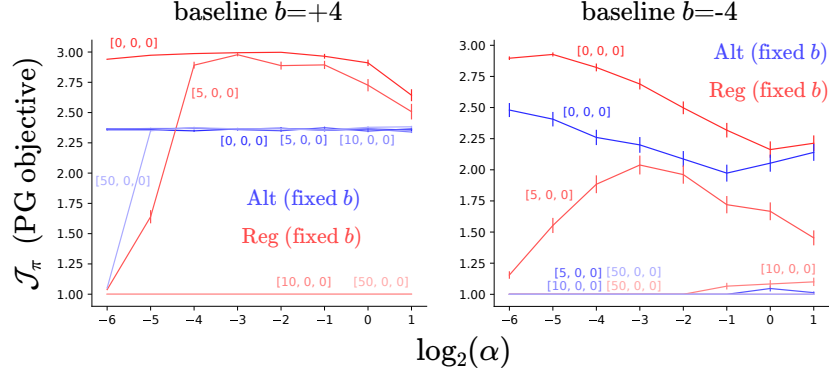 baseline b=+4
baseline b=-4
𝒥π (PG objective)
3.00
2.75
2.50
2.25
2.00
1.75
1.50
1.25
1.00
[0, 0, 0]
[5, 0, 0]
[0, 0, 0]
[5, 0, 0]
[10, 0, 0]
[50, 0, 0]
Alt (fixed b)
Reg (fixed b)
[10, 0, 0]
[50, 0, 0]
−6 −5 −4 −3 −2 −1 0 1
3.00
2.75
2.50
2.25
2.00
1.75
1.50
1.25
1.00
[0, 0, 0]
Alt (fixed b)
Reg (fixed b)
[0, 0, 0]
[5, 0, 0]
[5, 0, 0] [50, 0, 0]
[10, 0, 0]
[10, 0, 0] [50, 0, 0]
−6 −5 −4 −3 −2 −1 0 1
log₂(α)